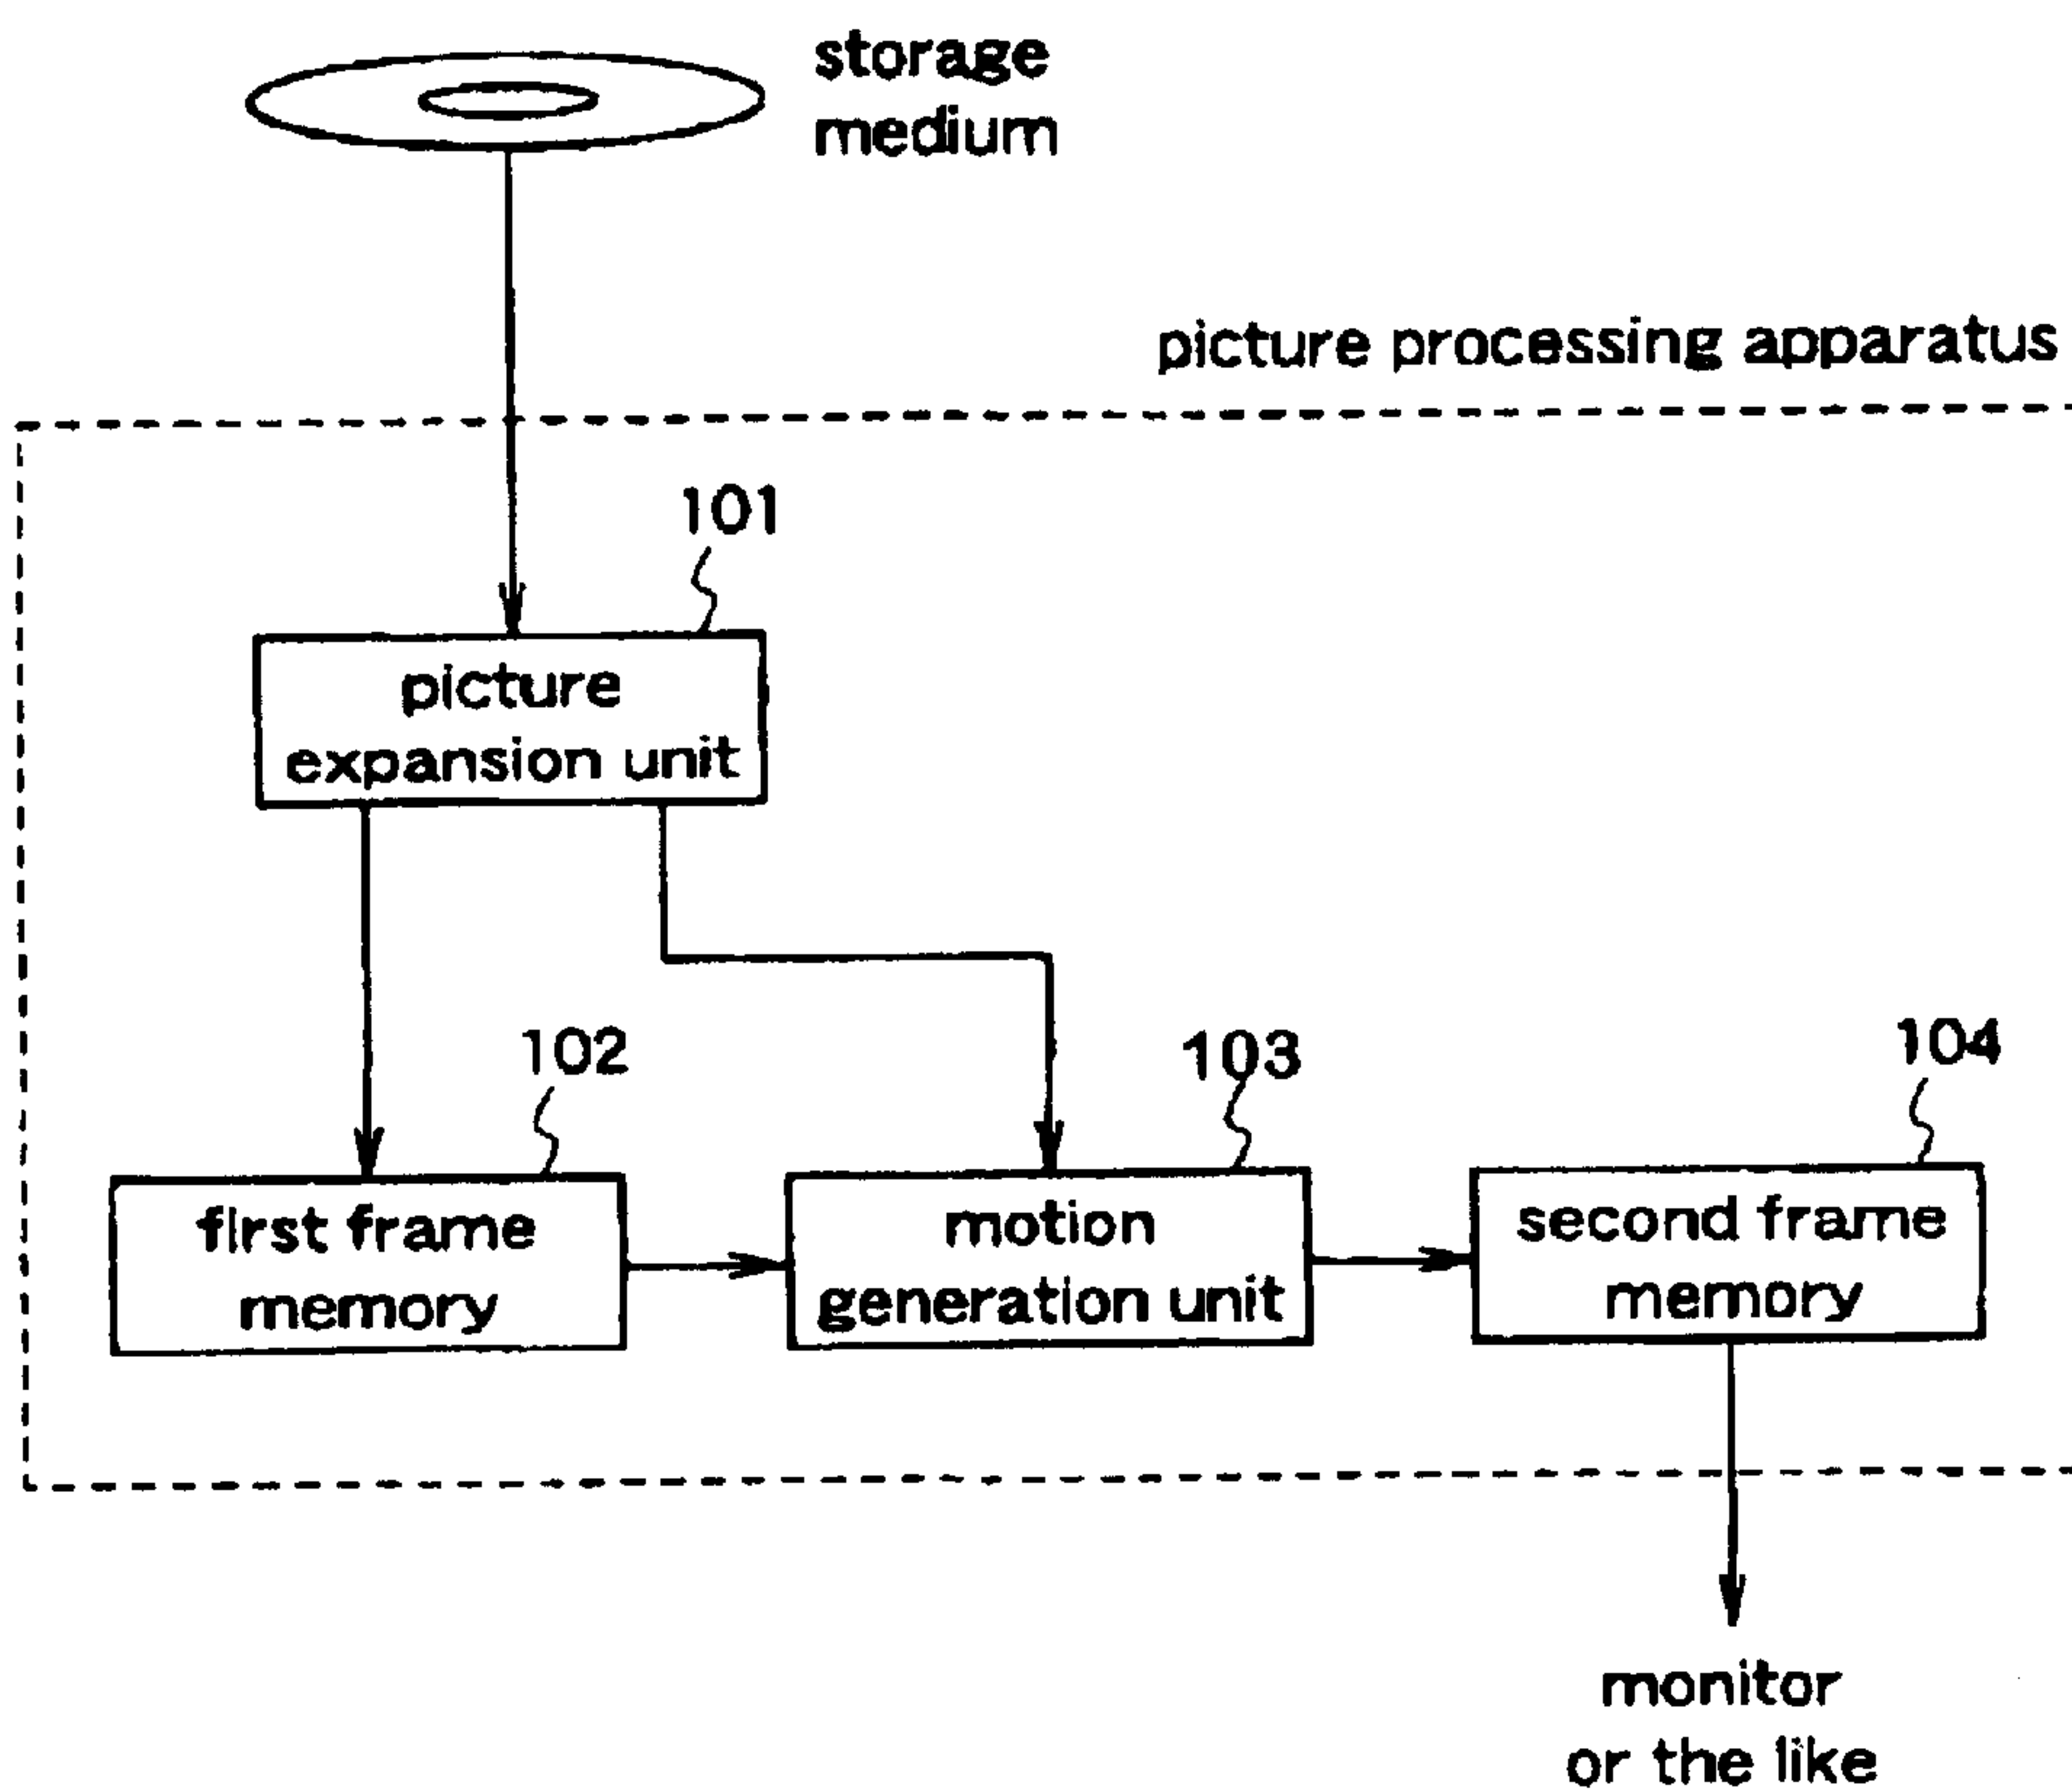 storage
medium
picture processing apparatus
101
picture
expansion unit
102
103
104
first frame
memory
motion
generation unit
second frame
memory
monitor
or the like